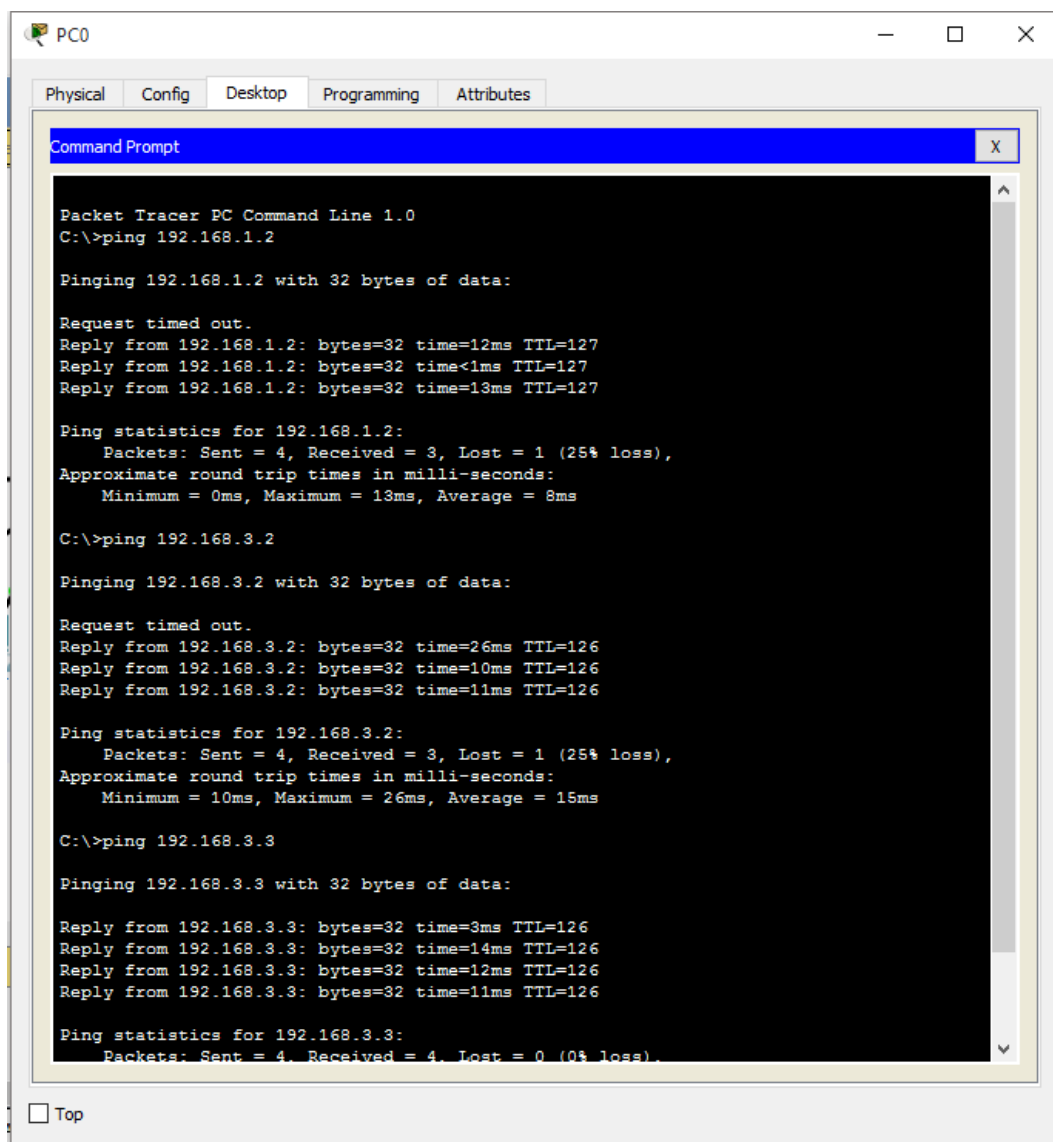 PC0
Physical Config Desktop Programming Attributes
Command Prompt X
Packet Tracer PC Command Line 1.0
C:\>ping 192.168.1.2
Pinging 192.168.1.2 with 32 bytes of data:
Request timed out.
Reply from 192.168.1.2: bytes=32 time=12ms TTL=127
Reply from 192.168.1.2: bytes=32 time<1ms TTL=127
Reply from 192.168.1.2: bytes=32 time=13ms TTL=127
Ping statistics for 192.168.1.2:
Packets: Sent = 4, Received = 3, Lost = 1 (25% loss),
Approximate round trip times in milli-seconds:
Minimum = 0ms, Maximum = 13ms, Average = 8ms
C:\>ping 192.168.3.2
Pinging 192.168.3.2 with 32 bytes of data:
Request timed out.
Reply from 192.168.3.2: bytes=32 time=26ms TTL=126
Reply from 192.168.3.2: bytes=32 time=10ms TTL=126
Reply from 192.168.3.2: bytes=32 time=11ms TTL=126
Ping statistics for 192.168.3.2:
Packets: Sent = 4, Received = 3, Lost = 1 (25% loss),
Approximate round trip times in milli-seconds:
Minimum = 10ms, Maximum = 26ms, Average = 15ms
C:\>ping 192.168.3.3
Pinging 192.168.3.3 with 32 bytes of data:
Reply from 192.168.3.3: bytes=32 time=3ms TTL=126
Reply from 192.168.3.3: bytes=32 time=14ms TTL=126
Reply from 192.168.3.3: bytes=32 time=12ms TTL=126
Reply from 192.168.3.3: bytes=32 time=11ms TTL=126
Ping statistics for 192.168.3.3:
Packets: Sent = 4, Received = 4, Lost = 0 (0% loss),
Top